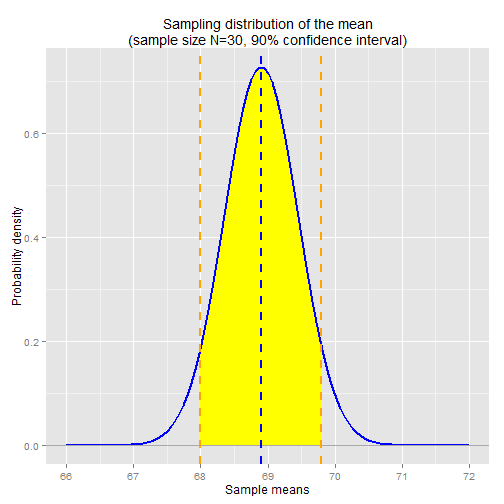 Sampling distribution of the mean
(sample size N=30, 90% confidence interval)
Probability density
0.6
0.4
0.2
0.0
66 67 68 69 70 71 72
Sample means